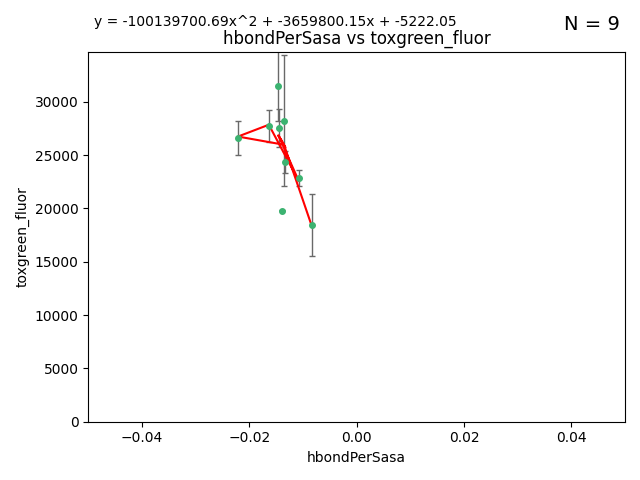 y = -100139700.69x^2 + -3659800.15x + -5222.05
N = 9
hbondPerSasa vs toxgreen_fluor
toxgreen_fluor
30000
25000
20000
15000
10000
5000
0
−0.04
−0.02
0.00
0.02
0.04
hbondPerSasa